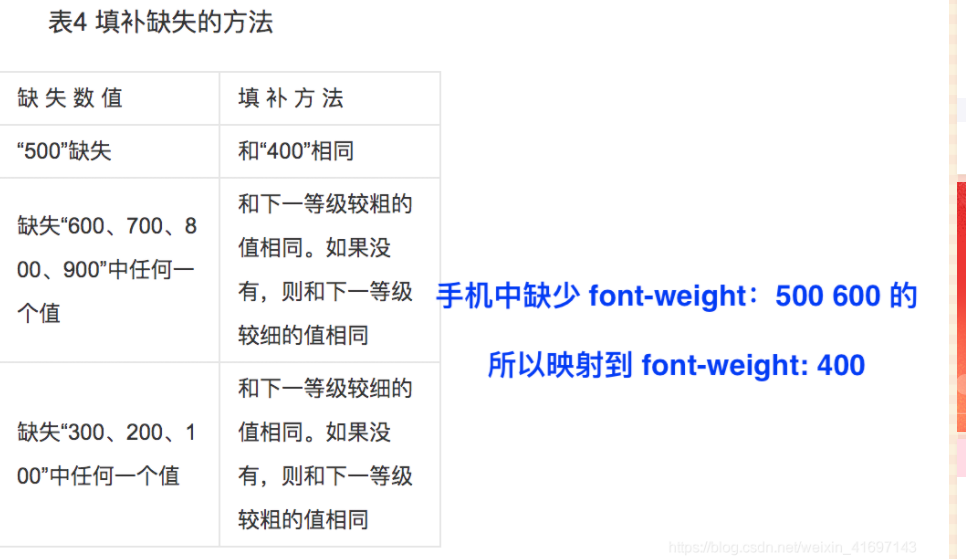 表4 填补缺失的方法
缺 失 数 值
填 补 方 法
“500”缺失
和“400”相同
缺失“600、700、8
00、900”中任何一
个值
和下一等级较粗的
值相同。如果没
有，则和下一等级
较细的值相同
手机中缺少 font-weight：500 600 的
所以映射到 font-weight: 400
缺失“300、200、1
00”中任何一个值
和下一等级较细的
值相同。如果没
有，则和下一等级
较粗的值相同
https://blog.csdn.net/weixin_41697143